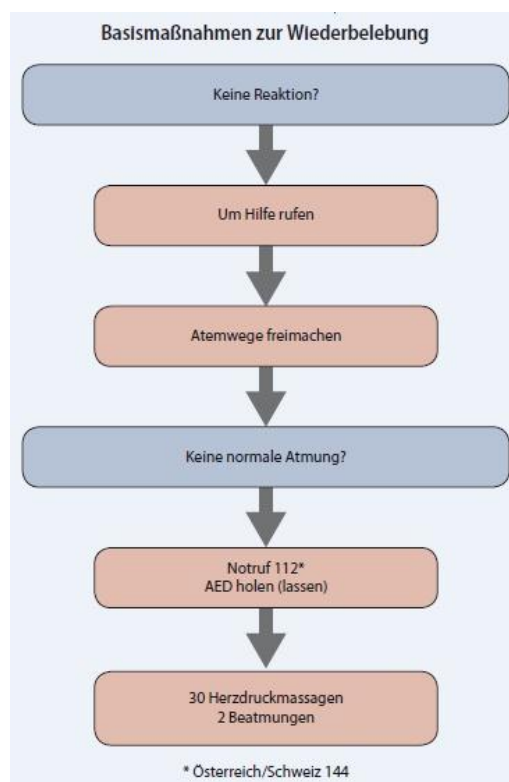 Basismaßnahmen zur Wiederbelebung
Keine Reaktion?
Um Hilfe rufen
Atemwege freimachen
Keine normale Atmung?
Notruf 112*
AED holen (lassen)
30 Herzdruckmassagen
2 Beatmungen
* Österreich/Schweiz 144